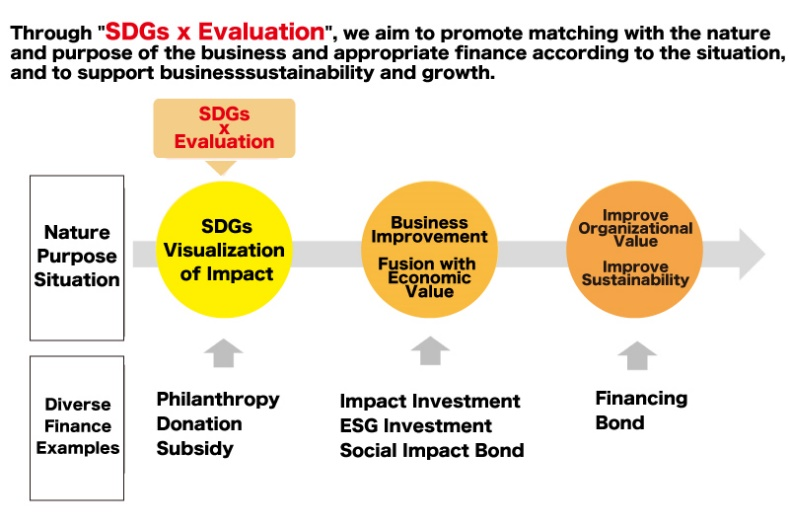 Through "SDGs x Evaluation", we aim to promote matching with the nature
and purpose of the business and appropriate finance according to the situation,
and to support businesssustainability and growth.
SDGs
x
Evaluation
Nature
Purpose
Situation
SDGs
Visualization
of Impact
Business
Improvement
Fusion with
Economic
Value
Improve
Organizational
Value
Improve
Sustainability
Diverse
Finance
Examples
Philanthropy
Donation
Subsidy
Impact Investment
ESG Investment
Social Impact Bond
Financing
Bond